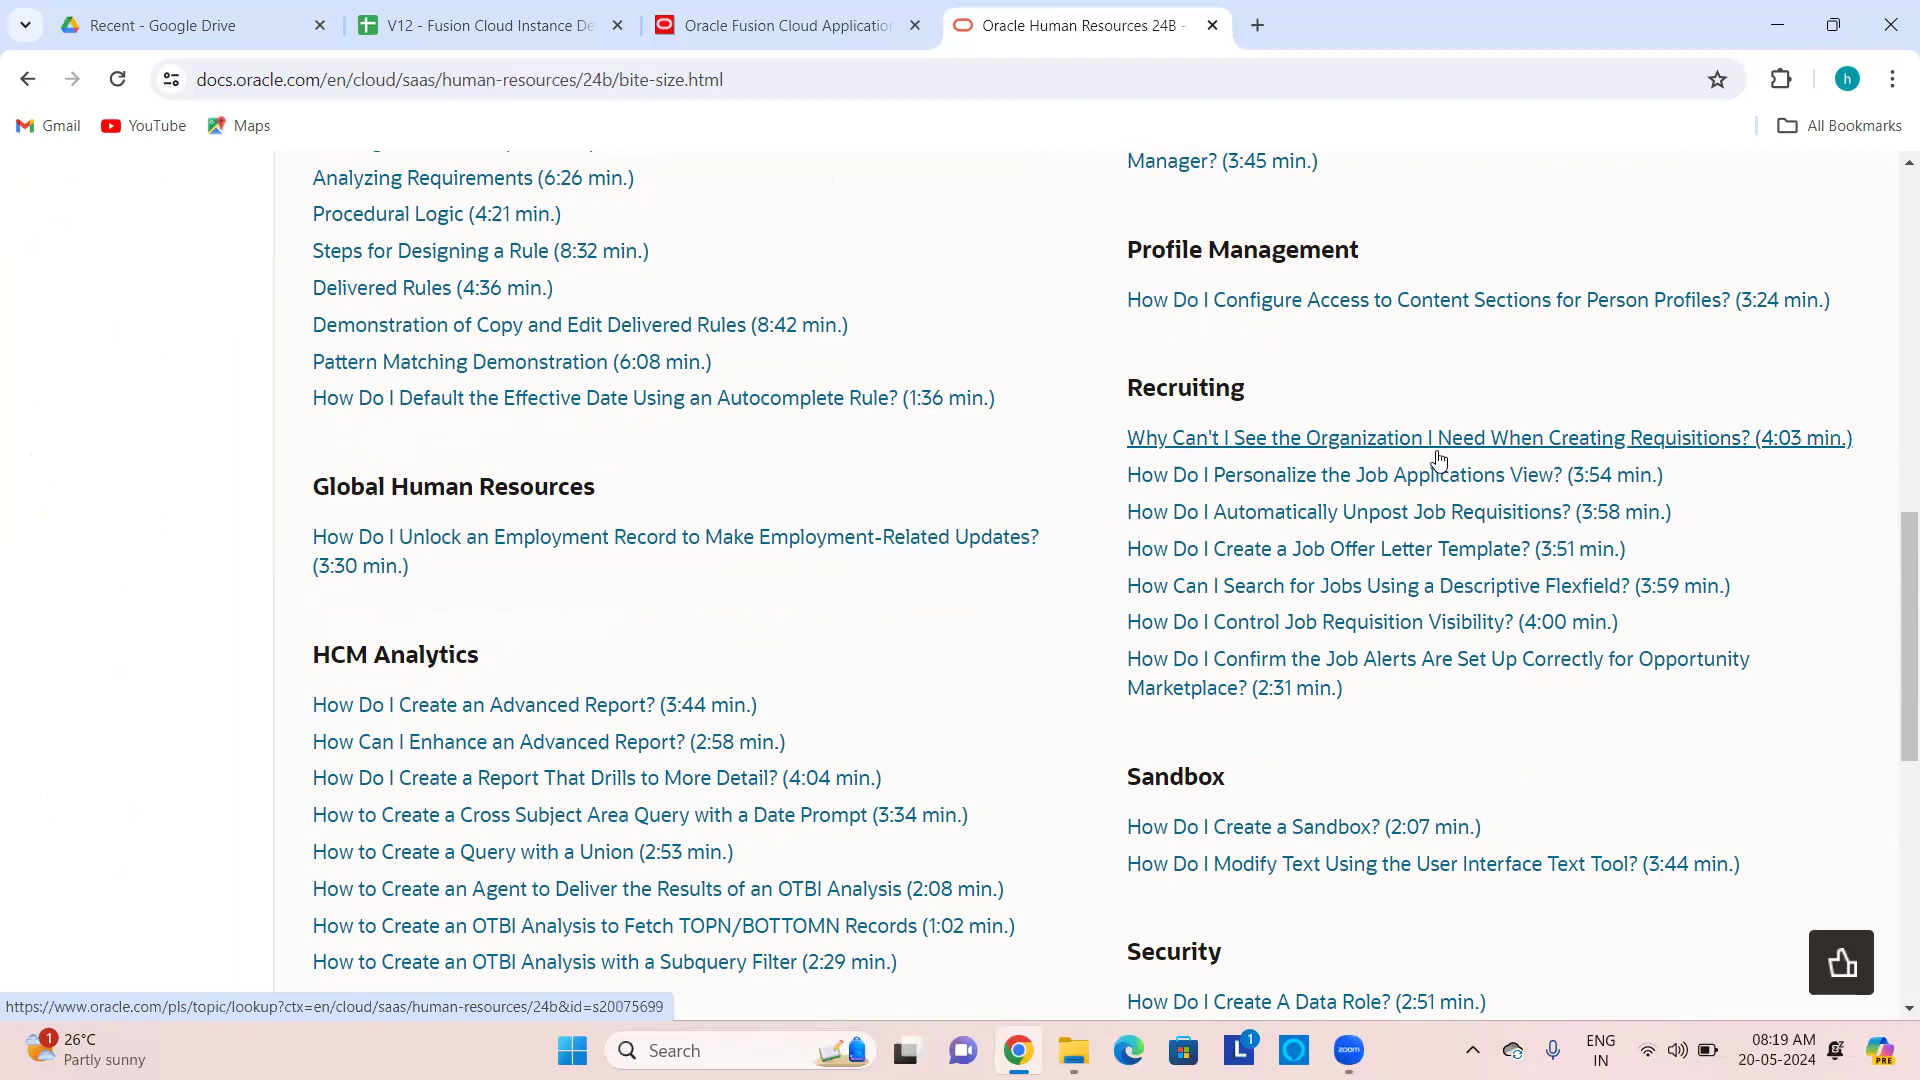 Recent - Google Drive
V12 - Fusion Cloud Instance De
Oracle Fusion Cloud Application
Oracle Human Resources 24B -
docs.oracle.com/en/cloud/saas/human-resources/24b/bite-size.html
h
Gmail
YouTube
Maps
All Bookmarks
Analyzing Requirements (6:26 min.)
Procedural Logic (4:21 min.)
Steps for Designing a Rule (8:32 min.)
Delivered Rules (4:36 min.)
Demonstration of Copy and Edit Delivered Rules (8:42 min.)
Pattern Matching Demonstration (6:08 min.)
How Do I Default the Effective Date Using an Autocomplete Rule? (1:36 min.)
Global Human Resources
How Do I Unlock an Employment Record to Make Employment-Related Updates?
(3:30 min.)
HCM Analytics
How Do I Create an Advanced Report? (3:44 min.)
How Can I Enhance an Advanced Report? (2:58 min.)
How Do I Create a Report That Drills to More Detail? (4:04 min.)
How to Create a Cross Subject Area Query with a Date Prompt (3:34 min.)
How to Create a Query with a Union (2:53 min.)
How to Create an Agent to Deliver the Results of an OTBI Analysis (2:08 min.)
How to Create an OTBI Analysis to Fetch TOPN/BOTTOMN Records (1:02 min.)
How to Create an OTBI Analysis with a Subquery Filter (2:29 min.)
Manager? (3:45 min.)
Profile Management
How Do I Configure Access to Content Sections for Person Profiles? (3:24 min.)
Recruiting
Why Can't I See the Organization I Need When Creating Requisitions? (4:03 min.)
How Do I Personalize the Job Applications View? (3:54 min.)
How Do I Automatically Unpost Job Requisitions? (3:58 min.)
How Do I Create a Job Offer Letter Template? (3:51 min.)
How Can I Search for Jobs Using a Descriptive Flexfield? (3:59 min.)
How Do I Control Job Requisition Visibility? (4:00 min.)
How Do I Confirm the Job Alerts Are Set Up Correctly for Opportunity
Marketplace? (2:31 min.)
Sandbox
How Do I Create a Sandbox? (2:07 min.)
How Do I Modify Text Using the User Interface Text Tool? (3:44 min.)
Security
How Do I Create A Data Role? (2:51 min.)
https://www.oracle.com/pls/topic/lookup?ctx=en/cloud/saas/human-resources/24b&id=s20075699
1
26°C
Partly sunny
Search
L
1
zoom
ENG
IN
08:19 AM
20-05-2024
PRE